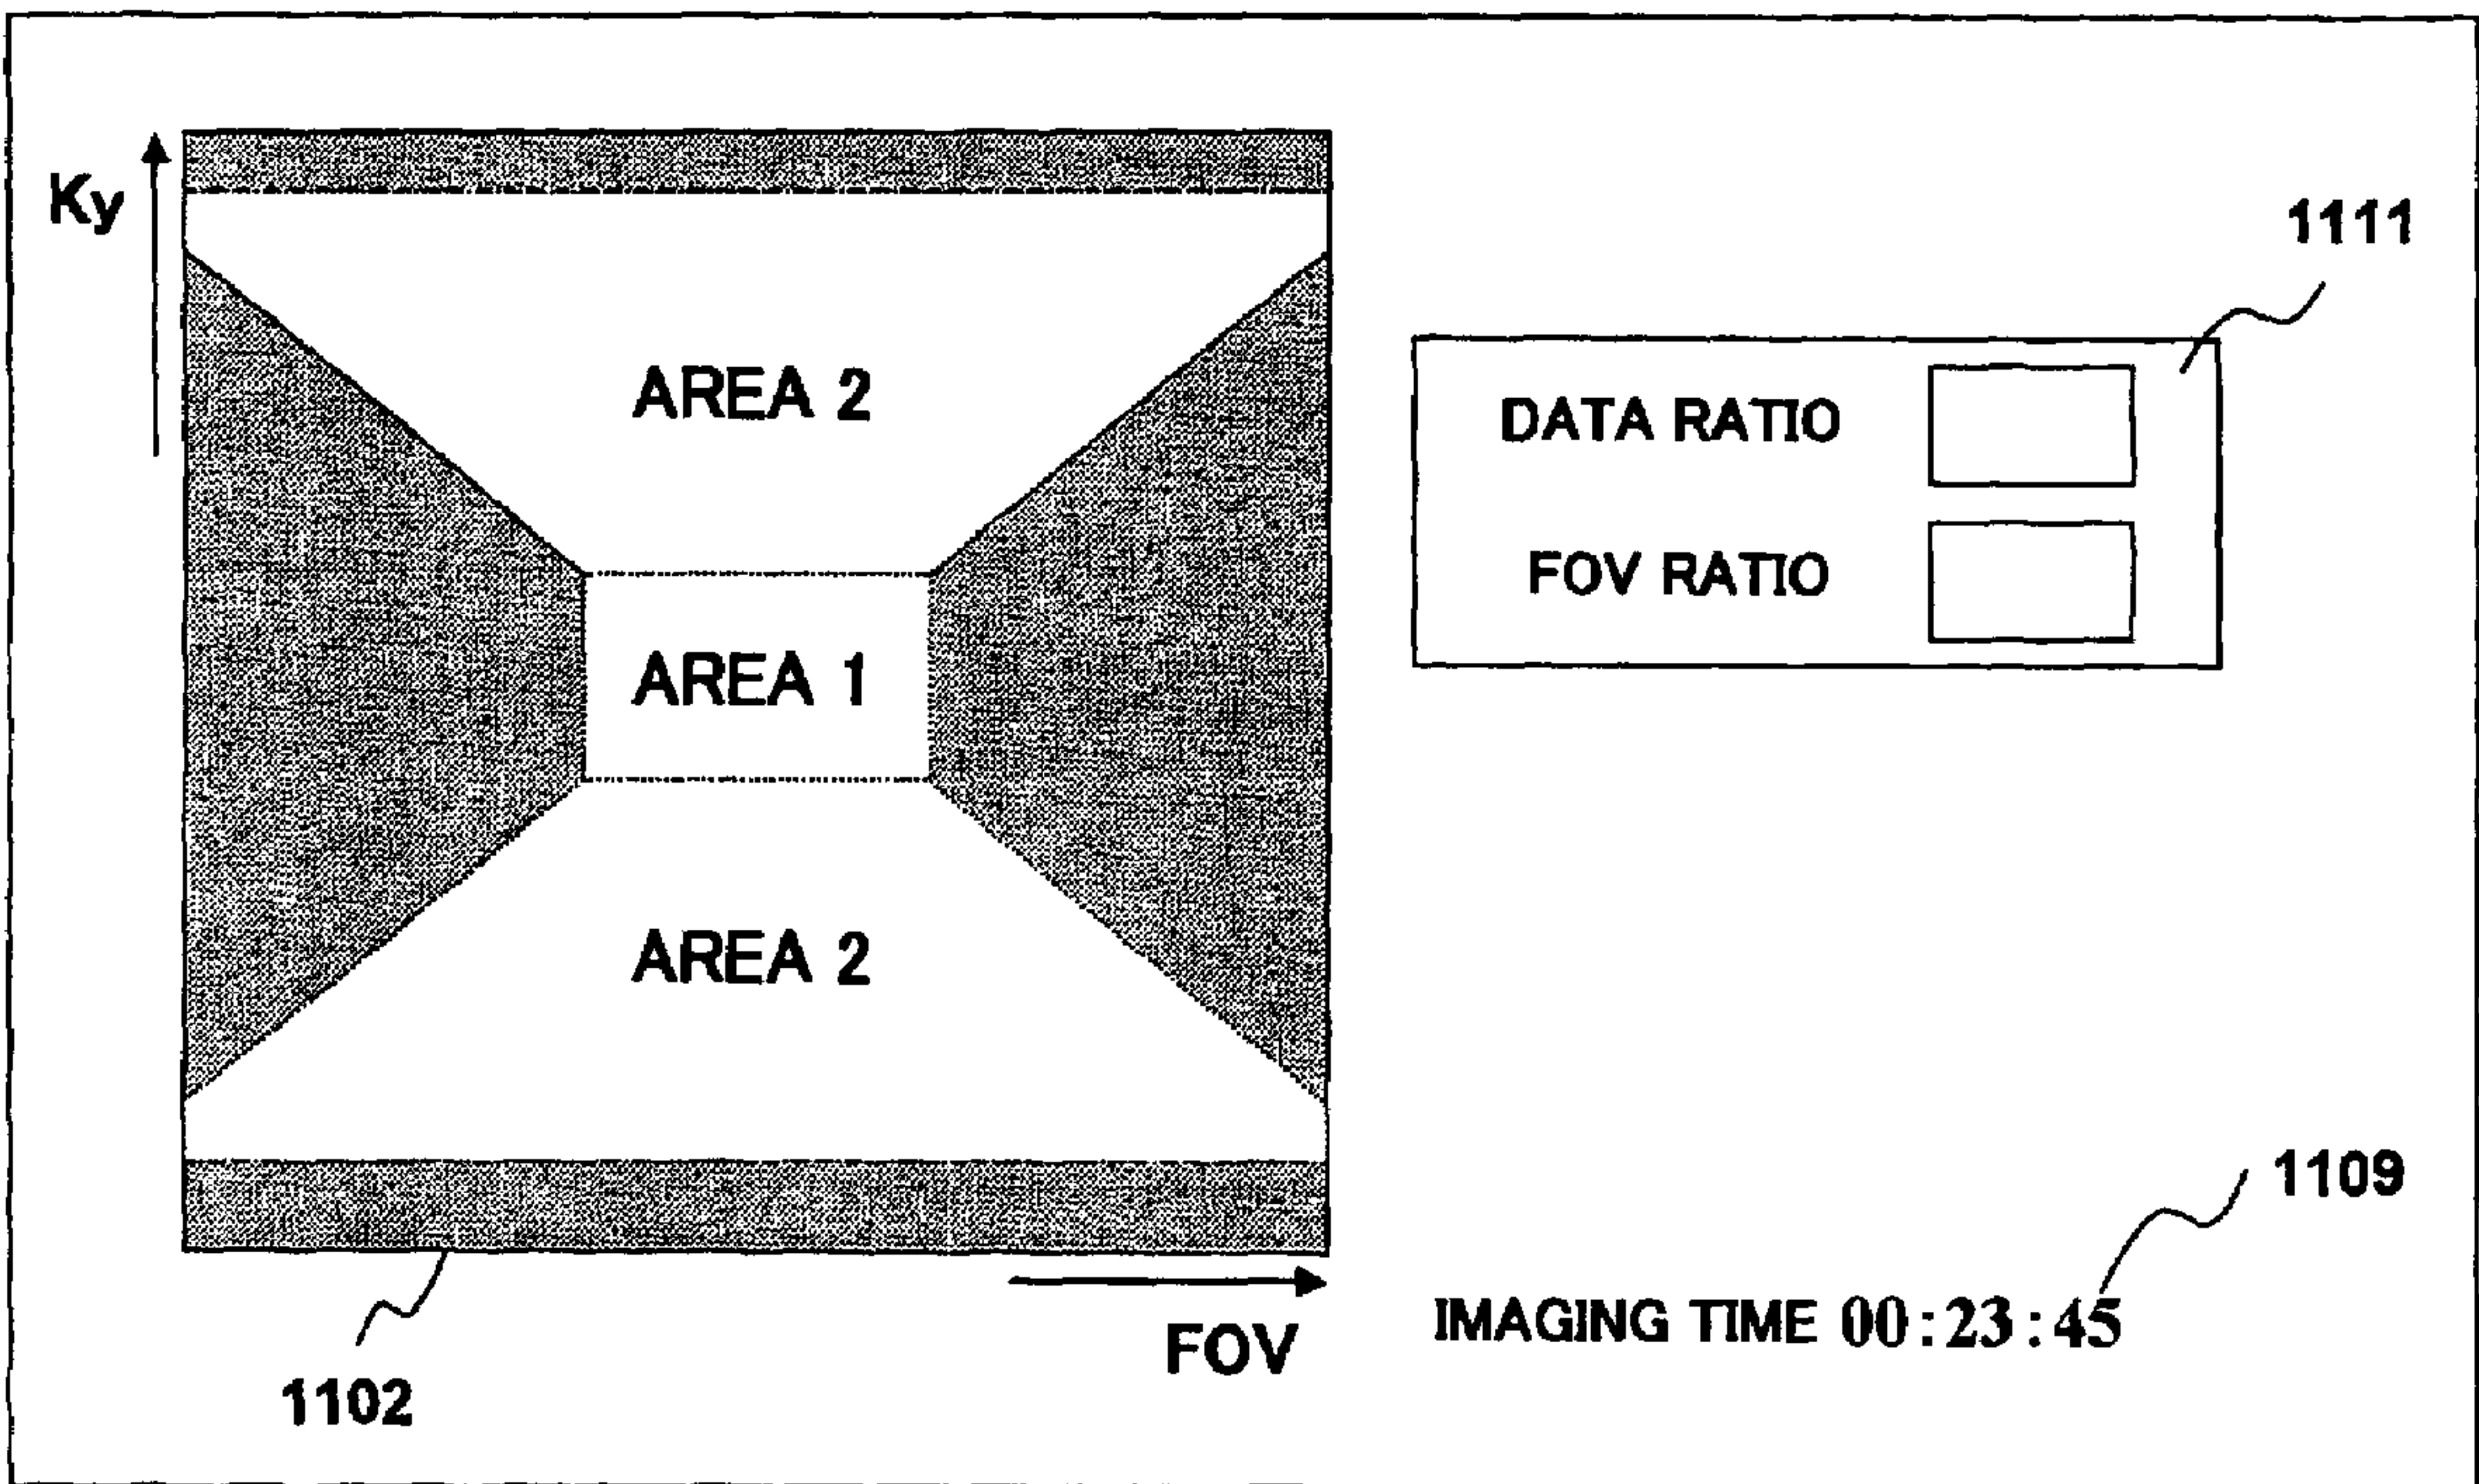 Ky
1111
AREA 2
DATA RATIO
FOV RATIO
AREA 1
AREA 2
1109
IMAGING TIME 00:23:45
FOV
1102